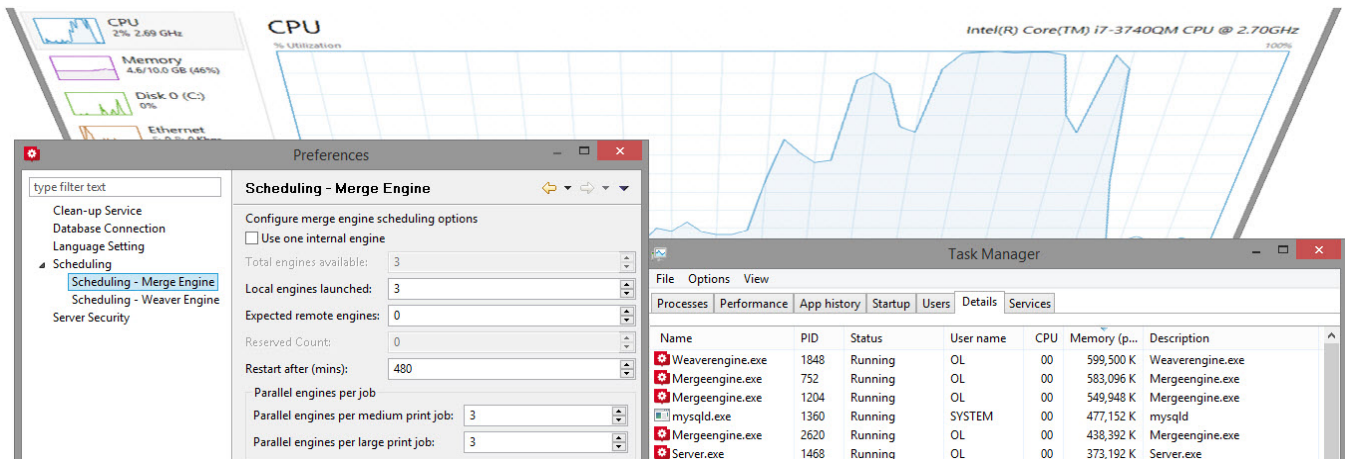 CPU
2% 2.69 GHz
Memory
4.6/10.0 GB (46%)
Disk 0 (C:)
0%
Ethernet
CPU
Intel(R) Core(TM) i7-3740QM CPU @ 2.70GHz
% Utilization
100%
Preferences
type filter text
Clean-up Service
Database Connection
Language Setting
Scheduling
Scheduling - Merge Engine
Scheduling - Weaver Engine
Server Security
Scheduling - Merge Engine
Configure merge engine scheduling options
Use one internal engine
Total engines available: 3
Local engines launched: 3
Expected remote engines: 0
Reserved Count: 0
Restart after (mins): 480
Parallel engines per job
Parallel engines per medium print job: 3
Parallel engines per large print job: 3
Task Manager
File Options View
Processes Performance App history Startup Users Details Services
Name PID Status User name CPU Memory (p... Description
Weaverengine.exe 1848 Running OL 00 599,500 K Weaverengine.exe
Mergeengine.exe 752 Running OL 00 583,096 K Mergeengine.exe
Mergeengine.exe 1204 Running OL 00 549,948 K Mergeengine.exe
mysqld.exe 1360 Running SYSTEM 00 477,152 K mysqld
Mergeengine.exe 2620 Running OL 00 438,392 K Mergeengine.exe
Server.exe 1468 Running OL 00 373,192 K Server.exe